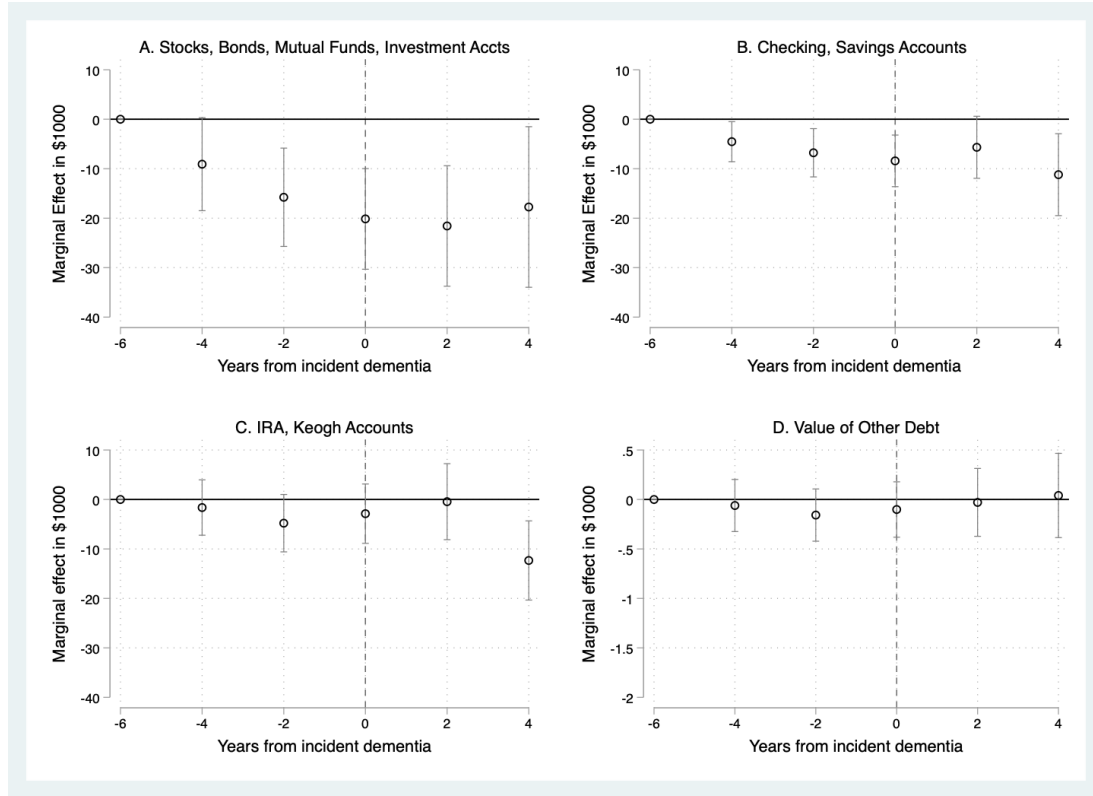 A. Stocks, Bonds, Mutual Funds, Investment Accts
10
0
-10
-20
-30
-40
Marginal Effect in $1000
-6 -4 -2 0 2 4
Years from incident dementia
B. Checking, Savings Accounts
10
0
-10
-20
-30
-40
Marginal Effect in $1000
-6 -4 -2 0 2 4
Years from incident dementia
C. IRA, Keogh Accounts
10
0
-10
-20
-30
-40
Marginal effect in $1000
-6 -4 -2 0 2 4
Years from incident dementia
D. Value of Other Debt
.5
0
-.5
-1
-1.5
-2
Marginal effect in $1000
-6 -4 -2 0 2 4
Years from incident dementia